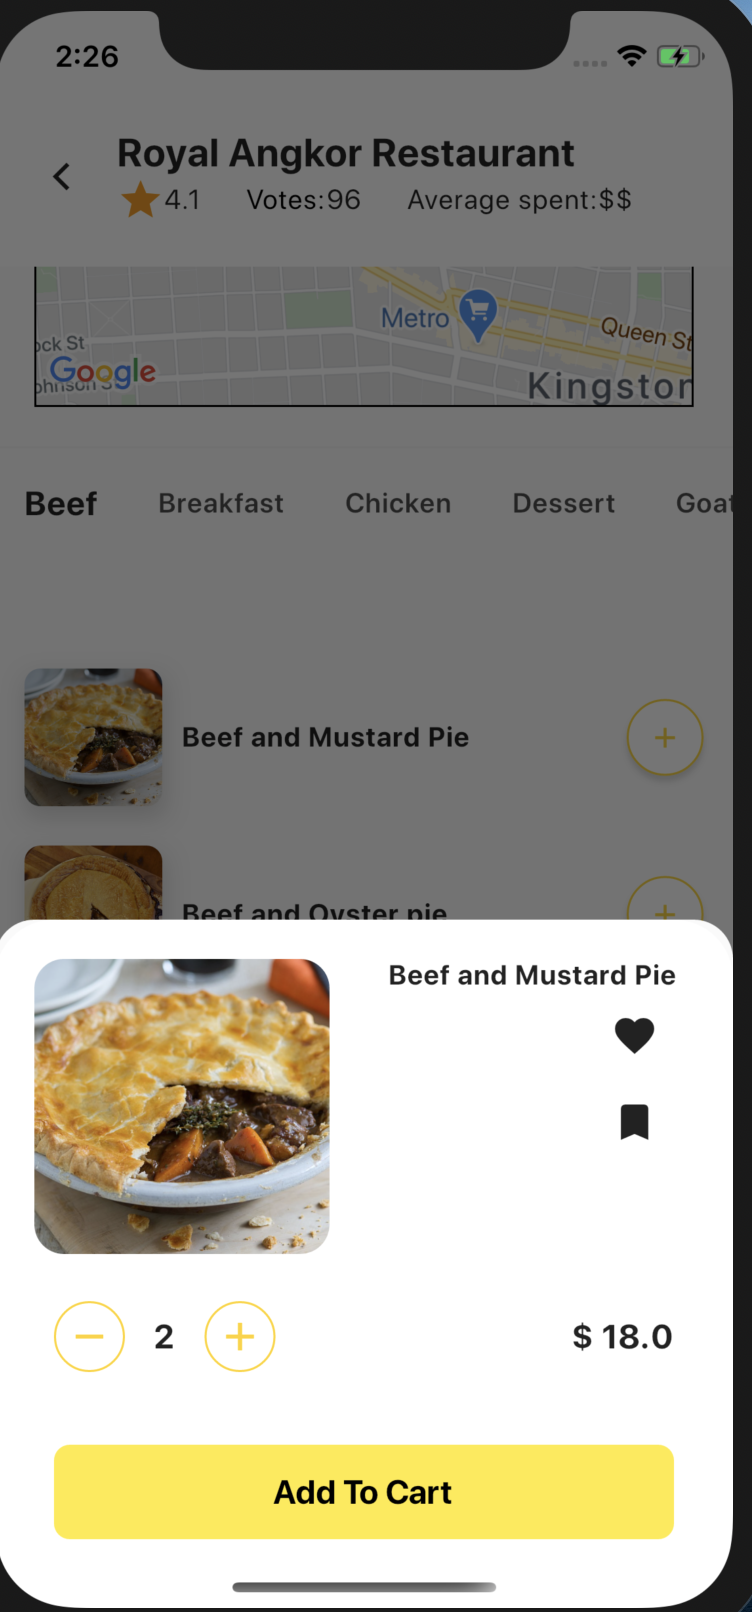 2:26
Royal Angkor Restaurant
4.1 Votes:96 Average spent:$$
Metro
Queen St
ock St
Google
ohnson S
Kingston
Beef Breakfast Chicken Dessert Goat
Beef and Mustard Pie
Beef and Oyster pie
Beef and Mustard Pie
2
$ 18.0
Add To Cart